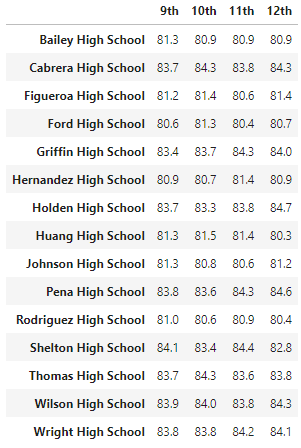 9th 10th 11th 12th
Bailey High School 81.3 80.9 80.9 80.9
Cabrera High School 83.7 84.3 83.8 84.3
Figueroa High School 81.2 81.4 80.6 81.4
Ford High School 80.6 81.3 80.4 80.7
Griffin High School 83.4 83.7 84.3 84.0
Hernandez High School 80.9 80.7 81.4 80.9
Holden High School 83.7 83.3 83.8 84.7
Huang High School 81.3 81.5 81.4 80.3
Johnson High School 81.3 80.8 80.6 81.2
Pena High School 83.8 83.6 84.3 84.6
Rodriguez High School 81.0 80.6 80.9 80.4
Shelton High School 84.1 83.4 84.4 82.8
Thomas High School 83.7 84.3 83.6 83.8
Wilson High School 83.9 84.0 83.8 84.3
Wright High School 83.8 83.8 84.2 84.1